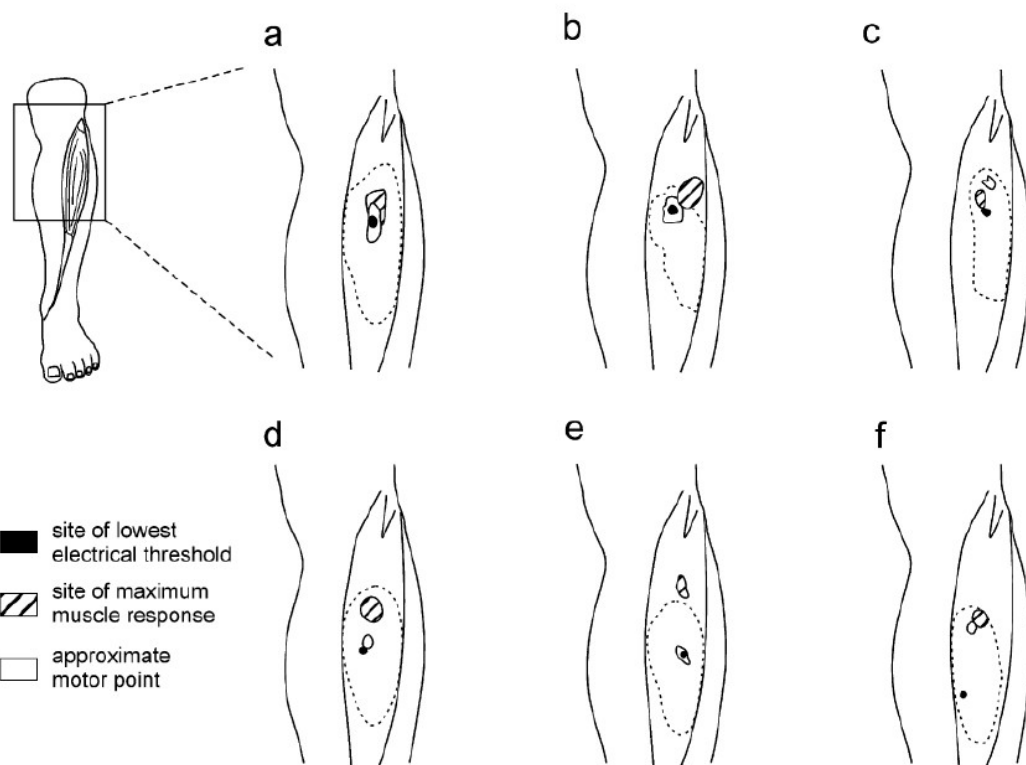 a
b
c
d
e
f
site of lowest
electrical threshold
site of maximum
muscle response
approximate
motor point